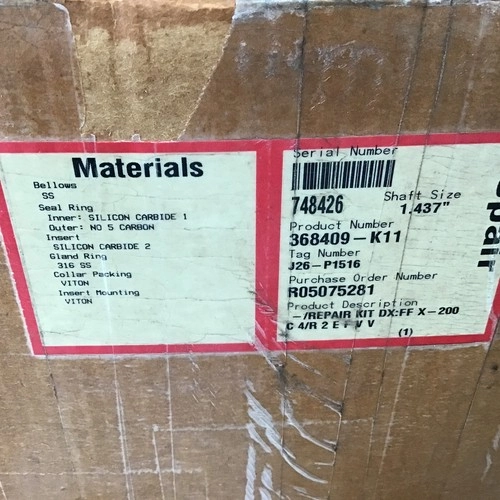 Materials
Bellows
SS
Seal Ring
Inner: SILICON CARBIDE 1
Outer: NO 5 CARBON
Insert
SILICON CARBIDE 2
Gland Ring
316 SS
Collar Packing
VITON
Insert Mounting
VITON
Serial Number
748426
Shaft Size
1.437"
Product Number
368409-K11
Tag Number
J26-P1516
Purchase Order Number
R05075281
Product Description
-/REPAIR KIT DX:FF X-200
C 4/R 2 E F V V
(1)
epair